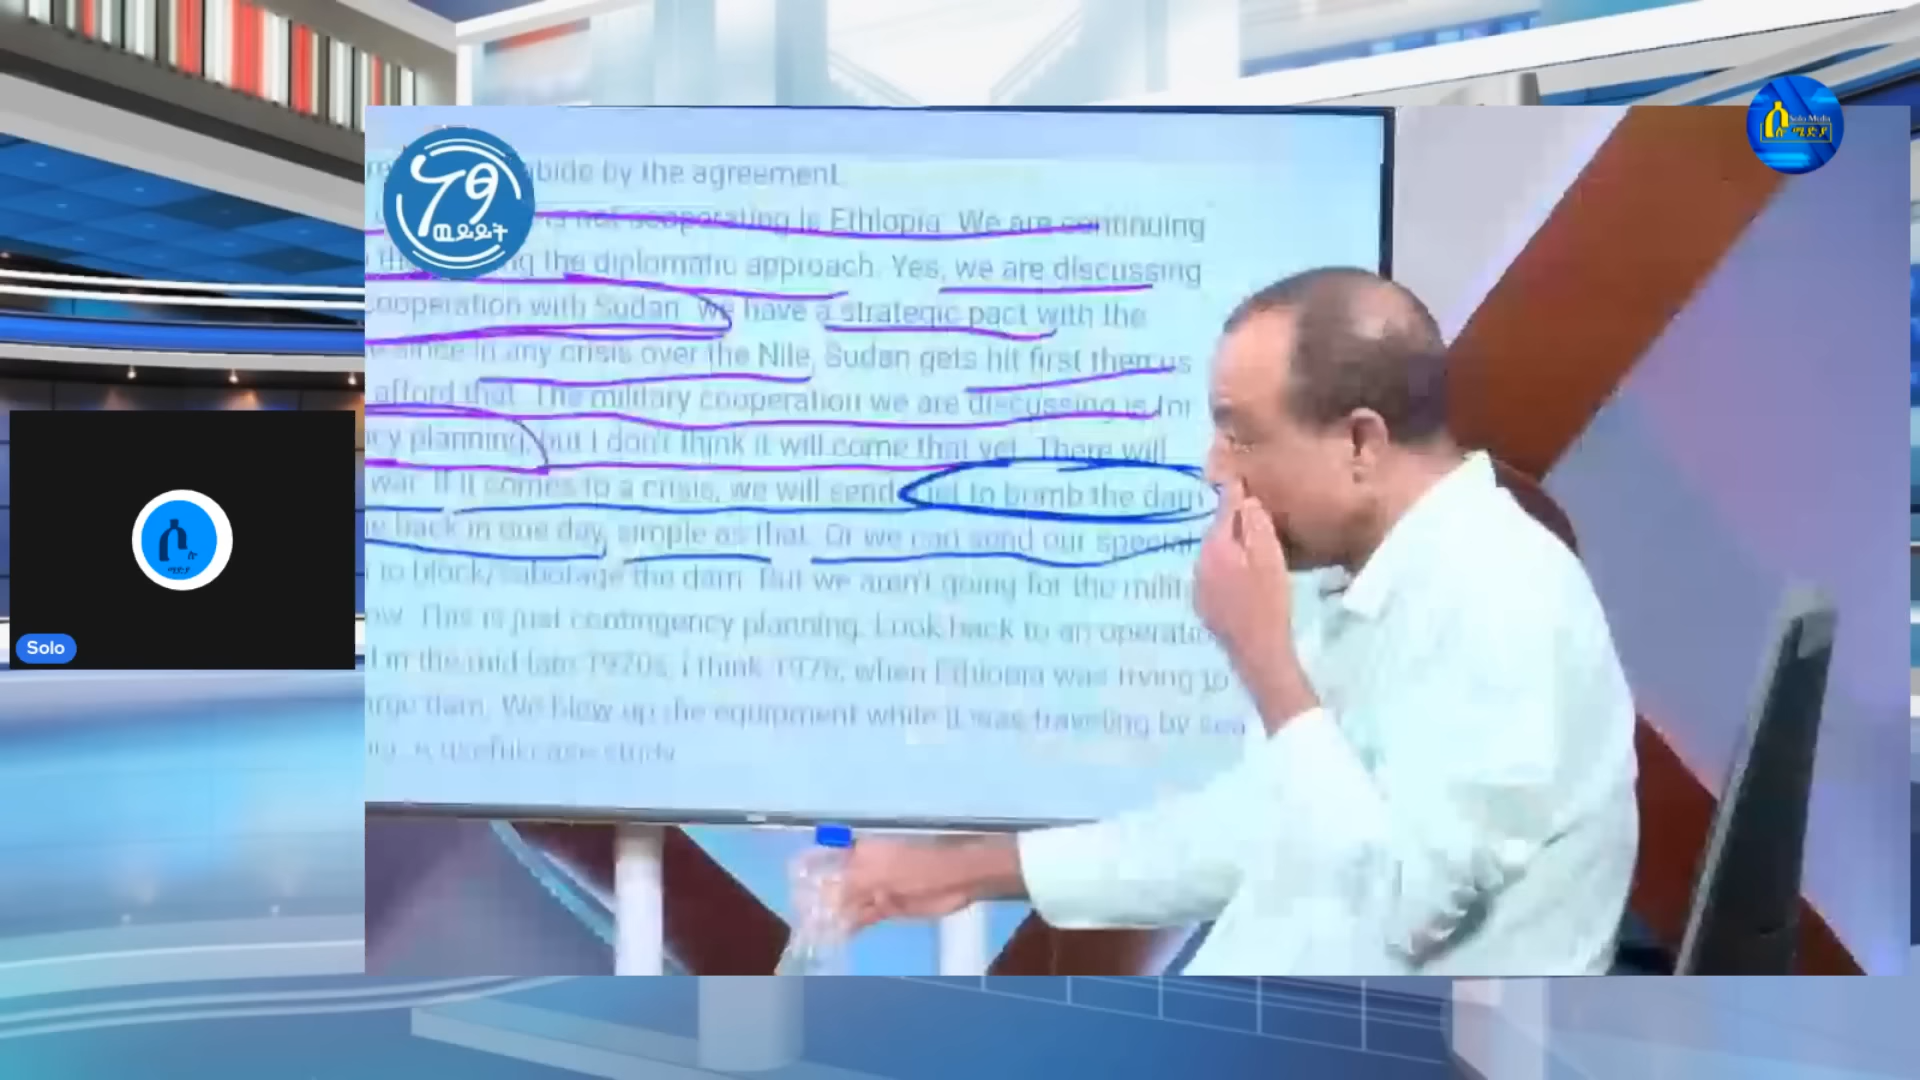 abide by the agreement.
not cooperating is Ethiopia. We are continuing
the diplomatic approach. Yes, we are discussing
cooperation with Sudan. We have a strategic pact with the
since in any crisis over the Nile, Sudan gets hit first then us
afford that. The military cooperation we are discussing is for
planning, but I don't think it will come that yet. There will
war. If it comes to a crisis, we will send jet to bomb the dam
back in one day, simple as that. Or we can send our special
to block/sabotage the dam. But we aren't going for the
This is just contingency planning. Look back to an
in the mid-late 1970s, I think 1976, when Ethiopia was trying to
dam. We blew up the equipment while it was traveling by sea
A useful case study.
ውይይት
Solo Media
ሶሎ ሚድያ
Solo